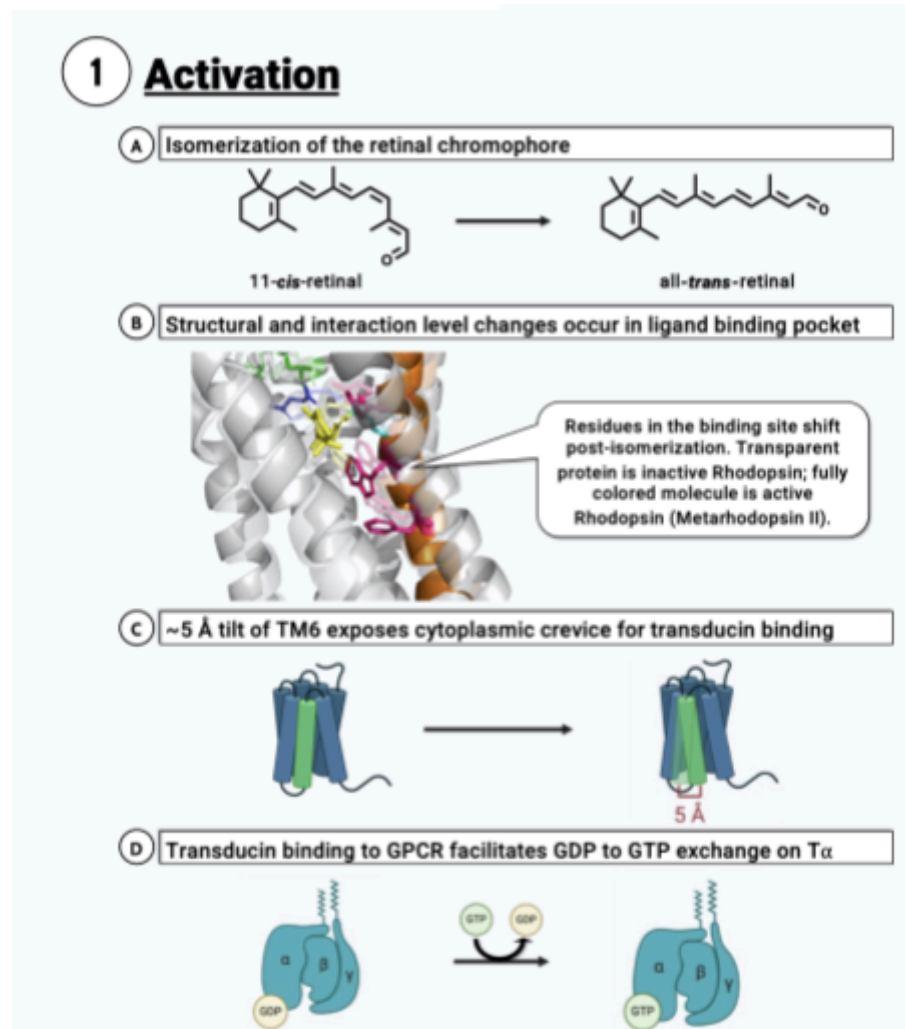 1 Activation
A Isomerization of the retinal chromophore
O
O
11-cis-retinal
all-trans-retinal
B Structural and interaction level changes occur in ligand binding pocket
Residues in the binding site shift
post-isomerization. Transparent
protein is inactive Rhodopsin; fully
colored molecule is active
Rhodopsin (Metarhodopsin II).
C ~5 Å tilt of TM6 exposes cytoplasmic crevice for transducin binding
5 Å
D Transducin binding to GPCR facilitates GDP to GTP exchange on Tα
α β γ
GDP
GTP GDP
α β γ
GTP